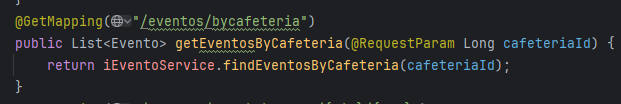 }
@GetMapping("/eventos/bycafeteria")
public List<Evento> getEventosByCafeteria(@RequestParam Long cafeteriaId) {
return iEventoService.findEventosByCafeteria(cafeteriaId);
}